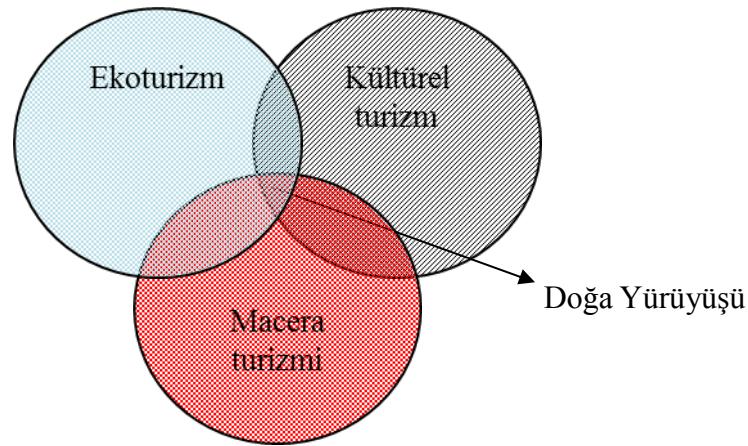 Ekoturizm
Kültürel
turizm
Doğa Yürüyüşü
Macera
turizmi